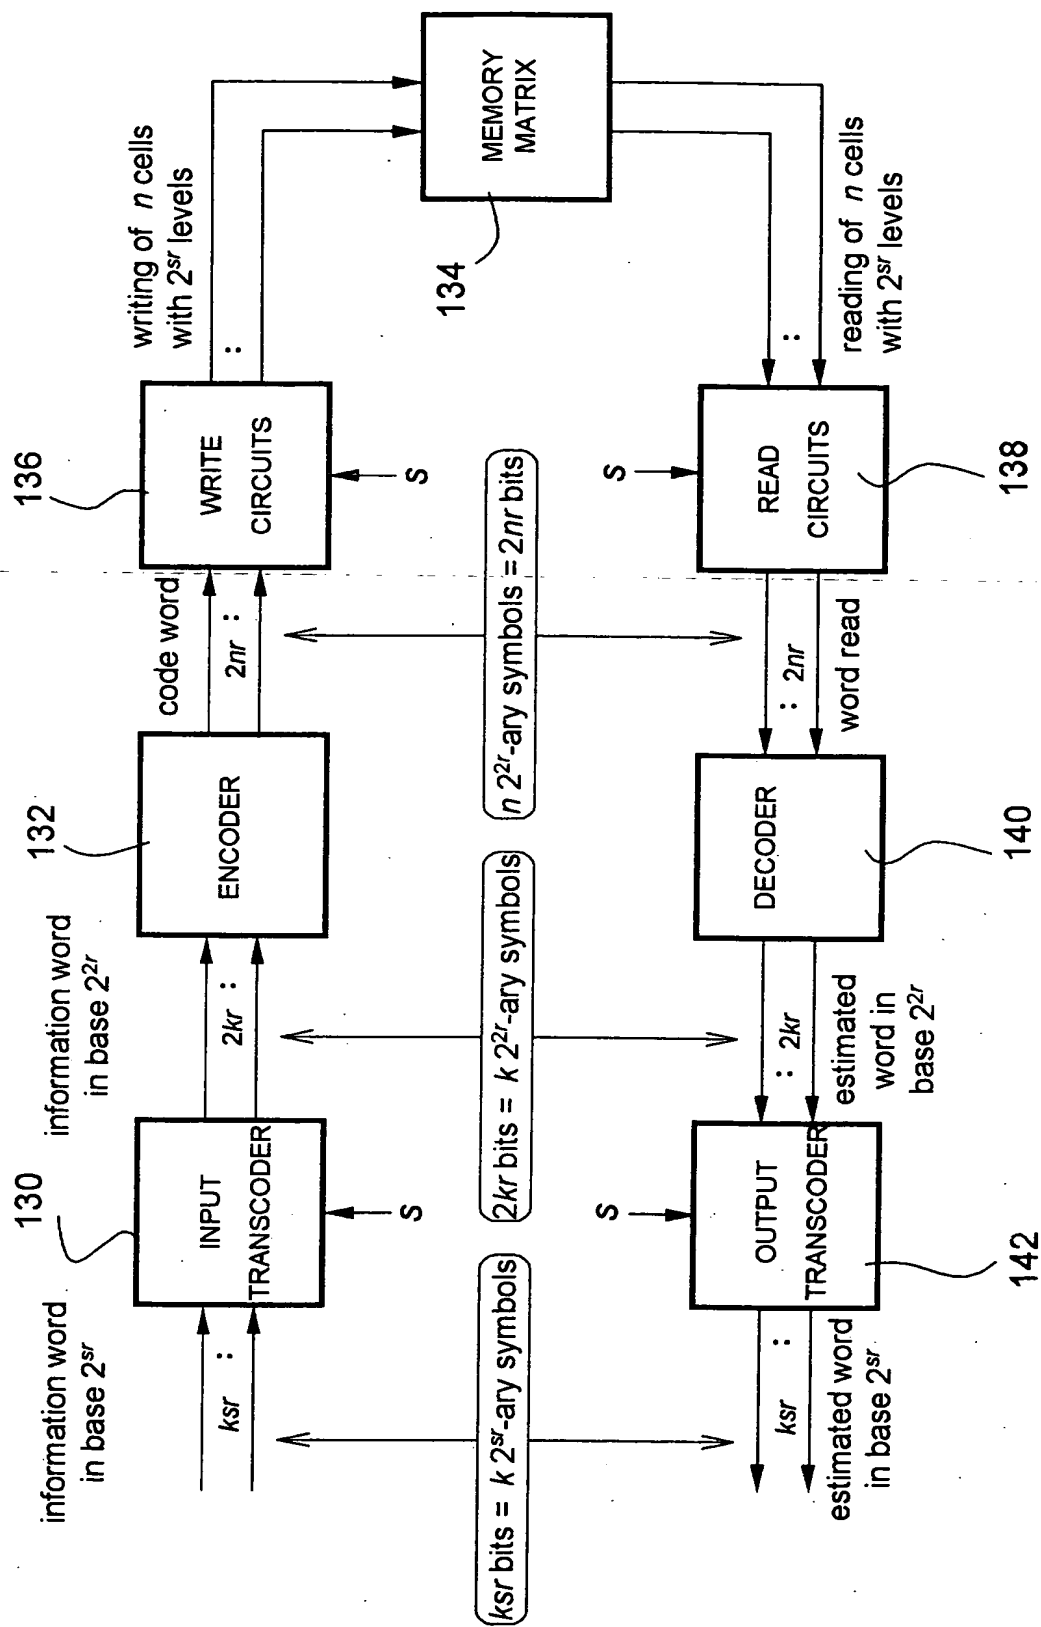 information word
in base 2^sr
ksr
:
130
INPUT
TRANSCODER
S
information word
in base 2^2r
2kr
:
132
ENCODER
code word
2nr
:
136
WRITE
CIRCUITS
S
writing of n cells
with 2^sr levels
:
134
MEMORY
MATRIX
ksr bits = k 2^sr-ary symbols
2kr bits = k 2^2r-ary symbols
n 2^2r-ary symbols = 2nr bits
reading of n cells
with 2^sr levels
:
S
READ
CIRCUITS
138
: 2nr
word read
DECODER
140
: 2kr
estimated
word in
base 2^2r
S
OUTPUT
TRANSCODER
142
:
ksr
estimated word
in base 2^sr